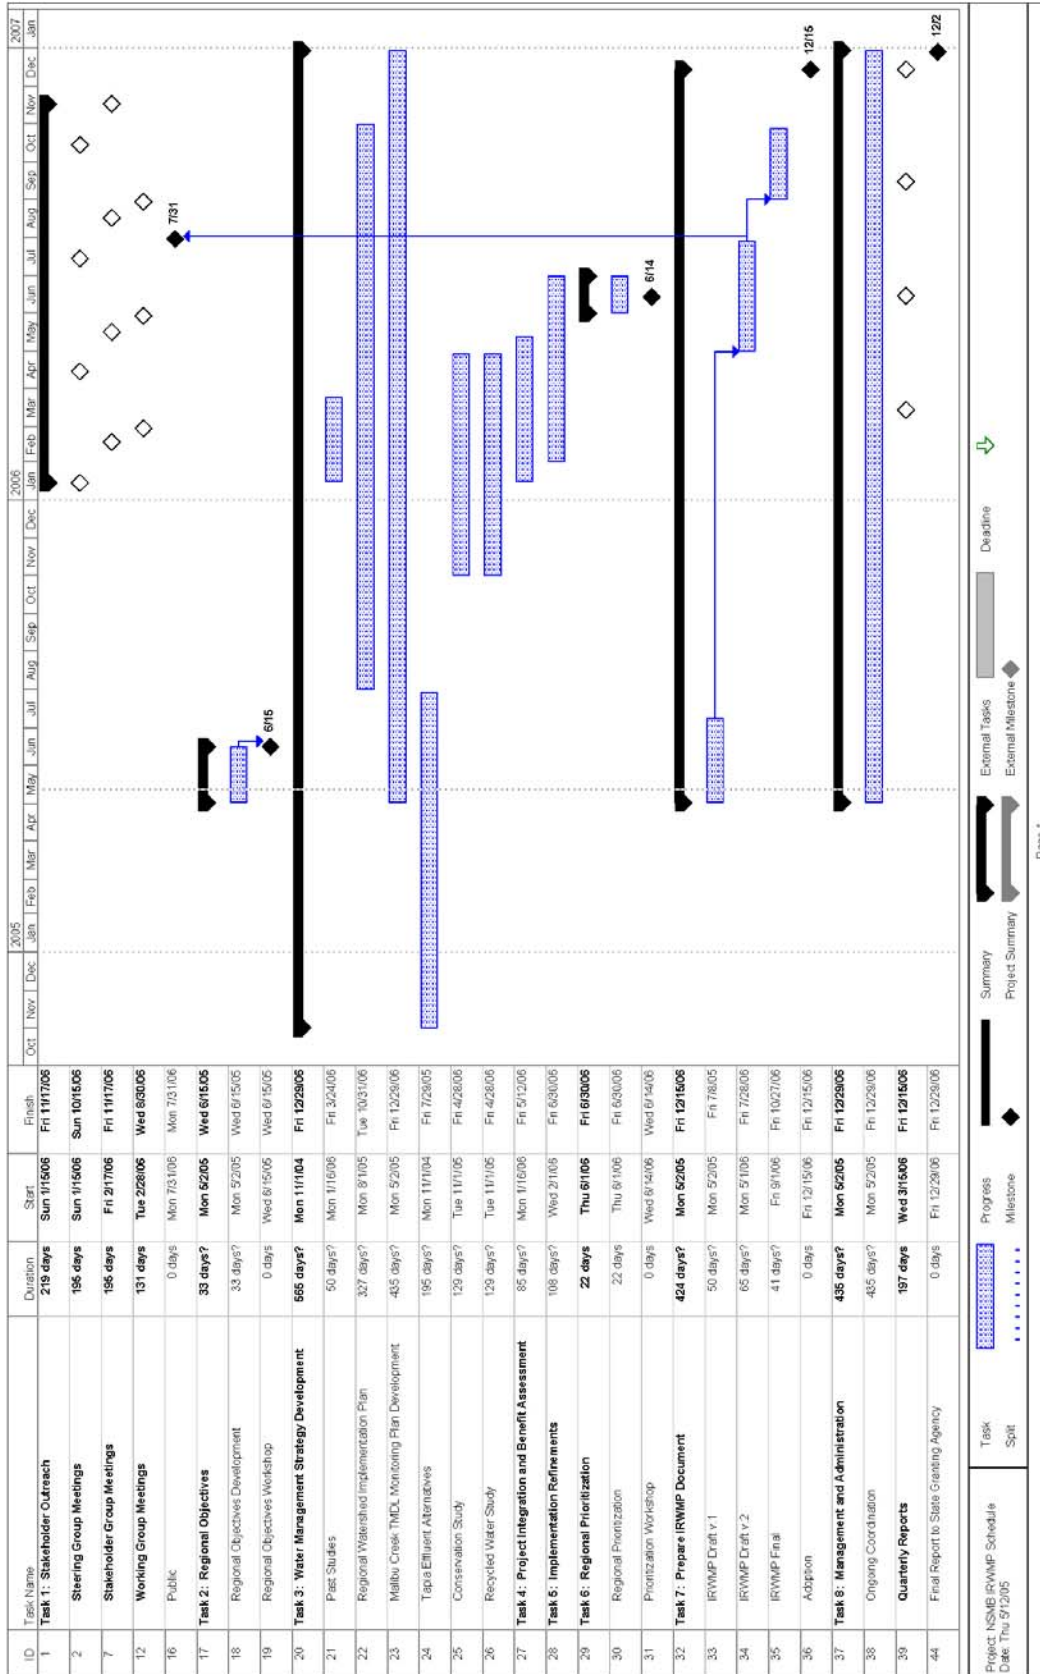 ID Task Name Duration Start Finish
2005 2006 2007
Oct Nov Dec Jan Feb Mar Apr May Jun Jul Aug Sep Oct Nov Dec Jan Feb Mar Apr May Jun Jul Aug Sep Oct Nov Dec Jan
1 Task 1: Stakeholder Outreach 219 days Sun 1/15/06 Fri 11/17/06
2 Steering Group Meetings 195 days Sun 1/15/06 Sun 10/15/06
7 Stakeholder Group Meetings 195 days Fri 2/17/06 Fri 11/17/06
12 Working Group Meetings 131 days Tue 2/28/06 Wed 8/30/06
16 Public 0 days Mon 7/31/06 Mon 7/31/06 7/31
17 Task 2: Regional Objectives 33 days? Mon 5/2/05 Wed 6/15/05
18 Regional Objectives Development 33 days? Mon 5/2/05 Wed 6/15/05
19 Regional Objectives Workshop 0 days Wed 6/15/05 Wed 6/15/05 6/15
20 Task 3: Water Management Strategy Development 565 days? Mon 11/1/04 Fri 12/29/06
21 Past Studies 50 days? Mon 1/16/06 Fri 3/24/06
22 Regional Watershed Implementation Plan 327 days? Mon 8/1/05 Tue 10/31/06
23 Malibu Creek TMDL Monitoring Plan Development 435 days? Mon 5/2/05 Fri 12/29/06
24 Tapia Effluent Alternatives 195 days? Mon 11/1/04 Fri 7/29/05
25 Conservation Study 129 days? Tue 11/1/05 Fri 4/28/06
26 Recycled Water Study 129 days? Tue 11/1/05 Fri 4/28/06
27 Task 4: Project Integration and Benefit Assessment 85 days? Mon 1/16/06 Fri 5/12/06
28 Task 5: Implementation Refinements 108 days? Wed 2/1/06 Fri 6/30/06
29 Task 6: Regional Prioritization 22 days Thu 6/1/06 Fri 6/30/06
30 Regional Prioritization 22 days Thu 6/1/06 Fri 6/30/06
31 Prioritization Workshop 0 days Wed 6/14/06 Wed 6/14/06 6/14
32 Task 7: Prepare IRWMP Document 424 days? Mon 5/2/05 Fri 12/15/06
33 IRWMP Draft v.1 50 days? Mon 5/2/05 Fri 7/8/05
34 IRWMP Draft v.2 65 days? Mon 5/1/06 Fri 7/28/06
35 IRWMP Final 41 days? Fri 9/1/06 Fri 10/27/06
36 Adoption 0 days Fri 12/15/06 Fri 12/15/06 12/15
37 Task 8: Management and Administration 435 days? Mon 5/2/05 Fri 12/29/06
38 Ongoing Coordination 435 days? Mon 5/2/05 Fri 12/29/06
39 Quarterly Reports 197 days Wed 3/15/06 Fri 12/15/06
44 Final Report to State Granting Agency 0 days Fri 12/29/06 Fri 12/29/06 12/2
Project: NSMB IRWMP Schedule
Date: Thu 5/12/05
Task Progress Summary External Tasks Deadline
Split Milestone Project Summary External Milestone